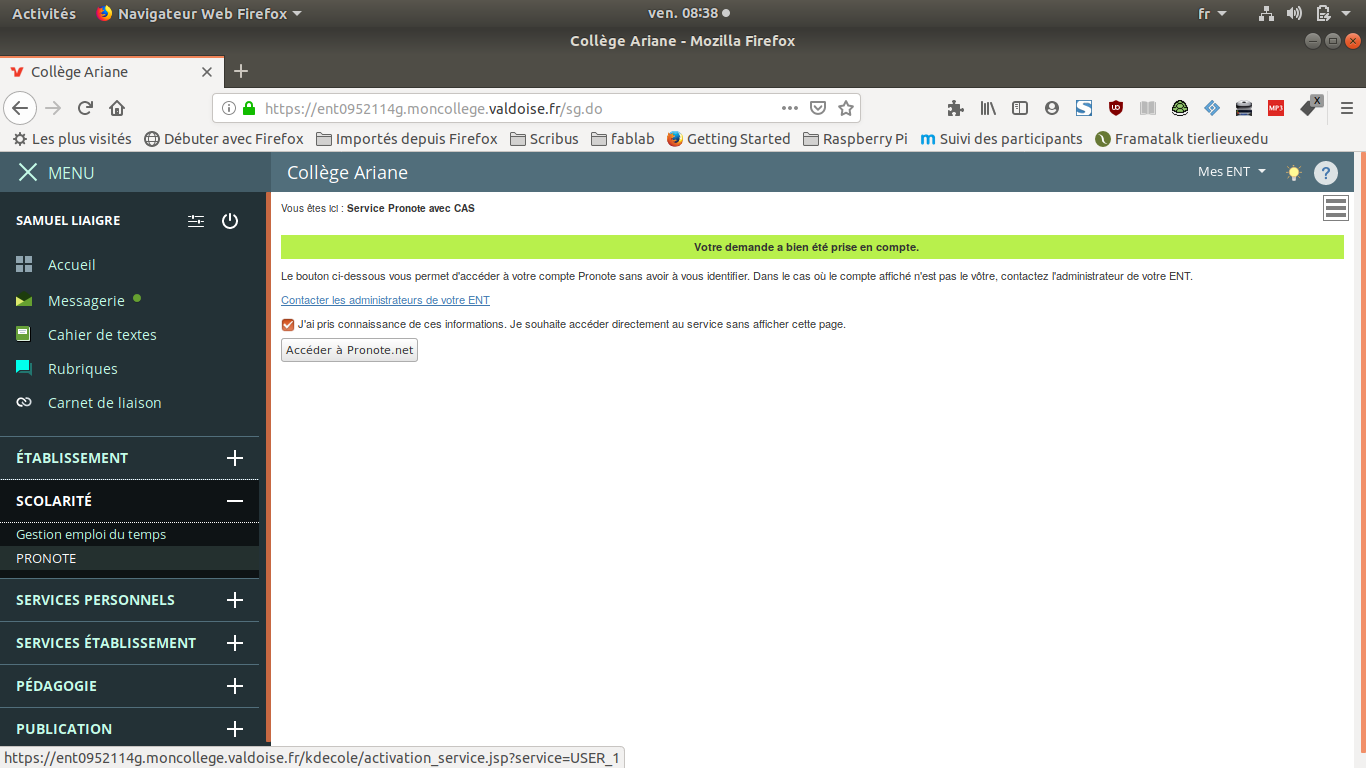 Activités Navigateur Web Firefox ven. 08:38 fr
Collège Ariane - Mozilla Firefox
Collège Ariane
https://ent0952114g.moncollege.valdoise.fr/sg.do
Les plus visités Débuter avec Firefox Importés depuis Firefox Scribus fablab Getting Started Raspberry Pi Suivi des participants Framatalk tierlieuxedu
MENU Collège Ariane Mes ENT ?
SAMUEL LIAIGRE
Vous êtes ici : Service Pronote avec CAS
Votre demande a bien été prise en compte.
Le bouton ci-dessous vous permet d'accéder à votre compte Pronote sans avoir à vous identifier. Dans le cas où le compte affiché n'est pas le vôtre, contactez l'administrateur de votre ENT.
Contacter les administrateurs de votre ENT
J'ai pris connaissance de ces informations. Je souhaite accéder directement au service sans afficher cette page.
Accéder à Pronote.net
Accueil
Messagerie
Cahier de textes
Rubriques
Carnet de liaison
ÉTABLISSEMENT
SCOLARITÉ
Gestion emploi du temps
PRONOTE
SERVICES PERSONNELS
SERVICES ÉTABLISSEMENT
PÉDAGOGIE
PUBLICATION
https://ent0952114g.moncollege.valdoise.fr/kdecole/activation_service.jsp?service=USER_1